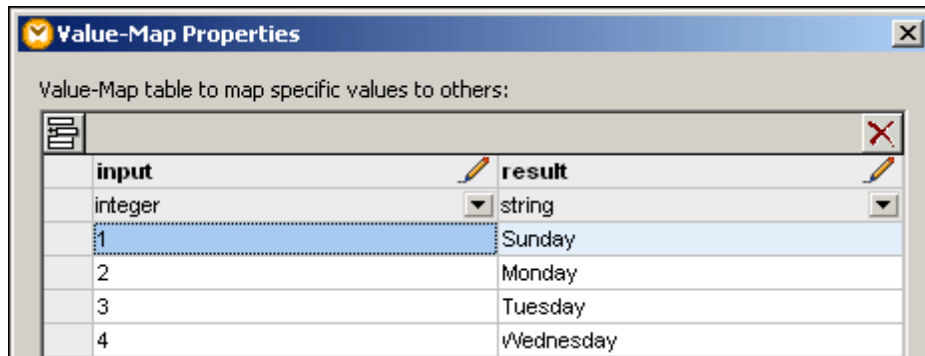 Value-Map Properties
Value-Map table to map specific values to others:
input result
integer string
1 Sunday
2 Monday
3 Tuesday
4 Wednesday